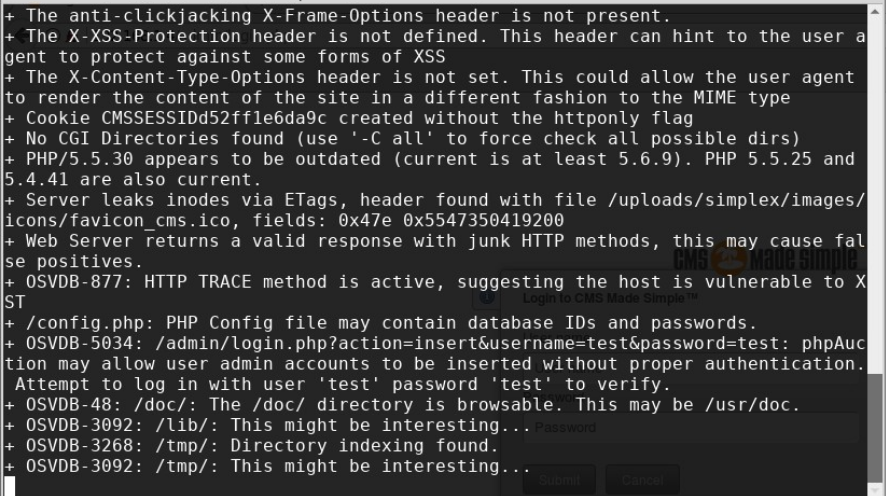 + The anti-clickjacking X-Frame-Options header is not present.
+ The X-XSS-Protection header is not defined. This header can hint to the user a
gent to protect against some forms of XSS
+ The X-Content-Type-Options header is not set. This could allow the user agent
to render the content of the site in a different fashion to the MIME type
+ Cookie CMSSESSIDd52ff1e6da9c created without the httponly flag
+ No CGI Directories found (use '-C all' to force check all possible dirs)
+ PHP/5.5.30 appears to be outdated (current is at least 5.6.9). PHP 5.5.25 and
5.4.41 are also current.
+ Server leaks inodes via ETags, header found with file /uploads/simplex/images/
icons/favicon_cms.ico, fields: 0x47e 0x5547350419200
+ Web Server returns a valid response with junk HTTP methods, this may cause fal
se positives.
CMS Made Simple
+ OSVDB-877: HTTP TRACE method is active, suggesting the host is vulnerable to X
ST
Login to CMS Made Simple™
+ /config.php: PHP Config file may contain database IDs and passwords.
+ OSVDB-5034: /admin/login.php?action=insert&username=test&password=test: phpAuc
tion may allow user admin accounts to be inserted without proper authentication.
Attempt to log in with user 'test' password 'test' to verify.
+ OSVDB-48: /doc/: The /doc/ directory is browsable. This may be /usr/doc.
+ OSVDB-3092: /lib/: This might be interesting...
Password
+ OSVDB-3268: /tmp/: Directory indexing found.
+ OSVDB-3092: /tmp/: This might be interesting...
Submit
Cancel